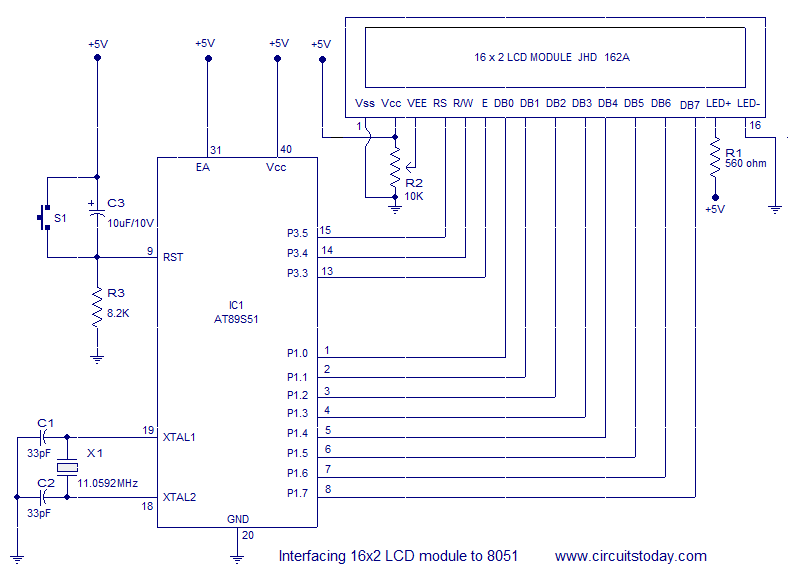 +5V
+5V
+5V
+5V
16 x 2 LCD MODULE JHD 162A
Vss Vcc VEE RS R/W E DB0 DB1 DB2 DB3 DB4 DB5 DB6 DB7 LED+ LED-
1
16
31
40
EA
Vcc
R1
560 ohm
R2
10K
+5V
+
C3
10uF/10V
S1
P3.5
15
P3.4
14
P3.3
13
9
RST
R3
8.2K
IC1
AT89S51
P1.0
1
P1.1
2
P1.2
3
P1.3
4
P1.4
5
P1.5
6
P1.6
7
P1.7
8
C1
33pF
19
XTAL1
X1
11.0592MHz
C2
33pF
18
XTAL2
GND
20
Interfacing 16x2 LCD module to 8051
www.circuitstoday.com